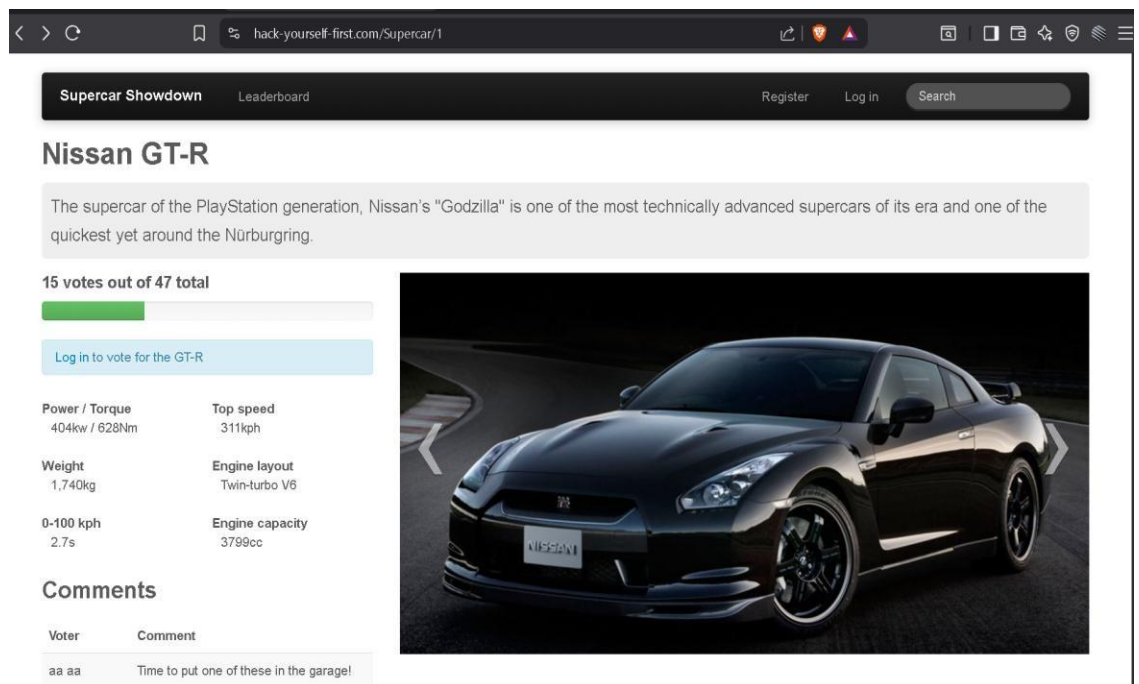 hack-yourself-first.com/Supercar/1
Supercar Showdown Leaderboard Register Log in Search
Nissan GT-R
The supercar of the PlayStation generation, Nissan's "Godzilla" is one of the most technically advanced supercars of its era and one of the
quickest yet around the Nürburgring.
15 votes out of 47 total
Log in to vote for the GT-R
Power / Torque Top speed
404kw / 628Nm 311kph
Weight Engine layout
1,740kg Twin-turbo V6
0-100 kph Engine capacity
2.7s 3799cc
NISSAN
Comments
Voter Comment
aa aa Time to put one of these in the garage!